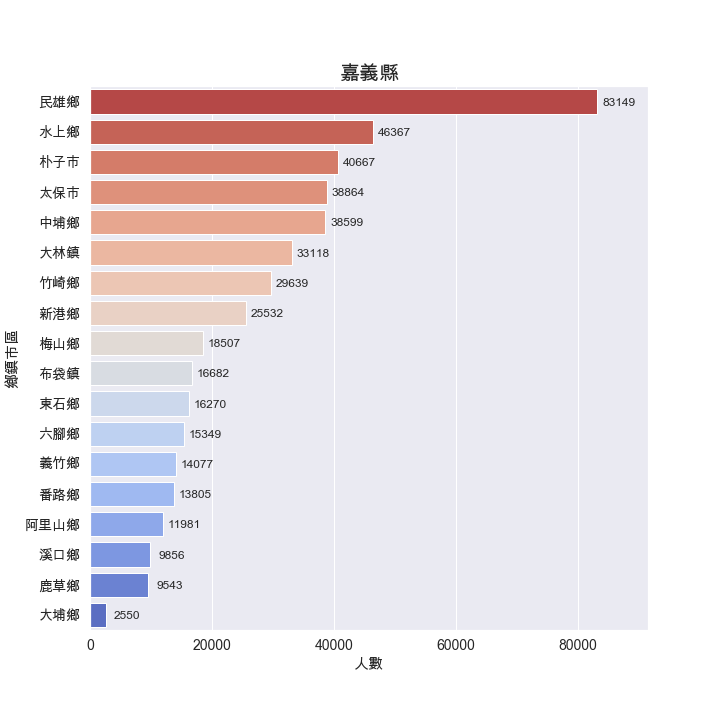 嘉義縣
民雄鄉 83149
水上鄉 46367
朴子市 40667
太保市 38864
中埔鄉 38599
大林鎮 33118
竹崎鄉 29639
新港鄉 25532
梅山鄉 18507
布袋鎮 16682
東石鄉 16270
六腳鄉 15349
義竹鄉 14077
番路鄉 13805
阿里山鄉 11981
溪口鄉 9856
鹿草鄉 9543
大埔鄉 2550
鄉鎮市區
0 20000 40000 60000 80000
人數